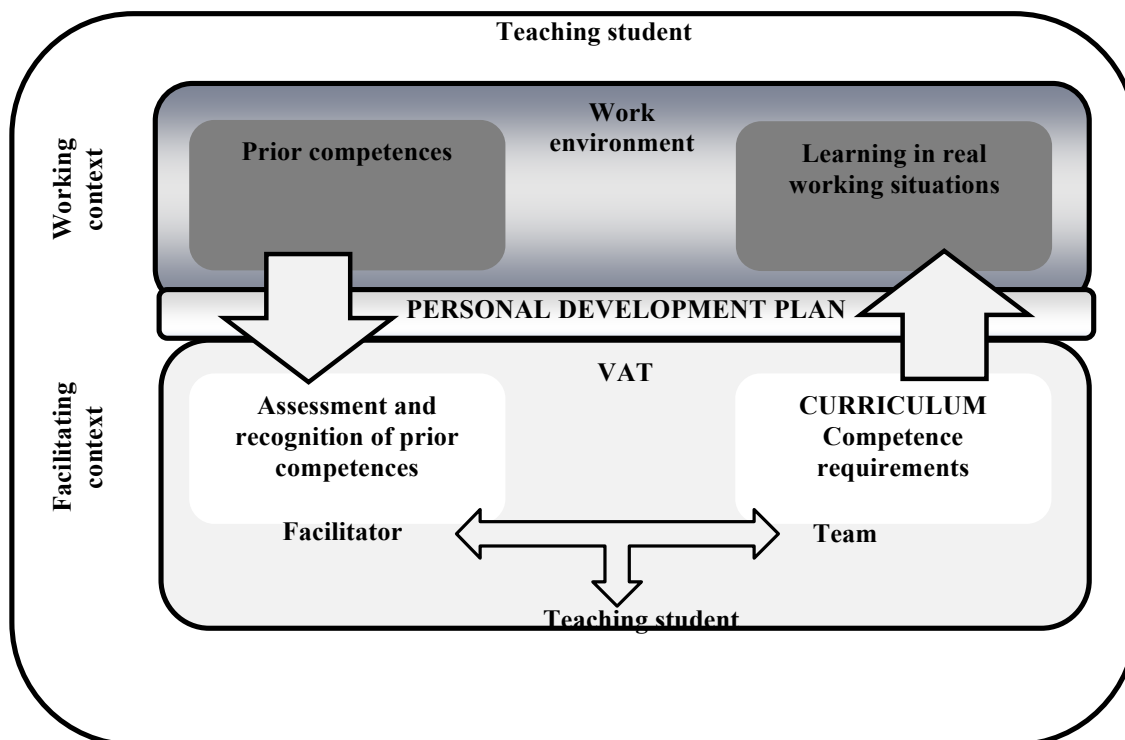 Teaching student
Working
context
Work
environment
Prior competences
Learning in real
working situations
PERSONAL DEVELOPMENT PLAN
Facilitating
context
VAT
Assessment and
recognition of prior
competences
CURRICULUM
Competence
requirements
Facilitator
Team
Teaching student